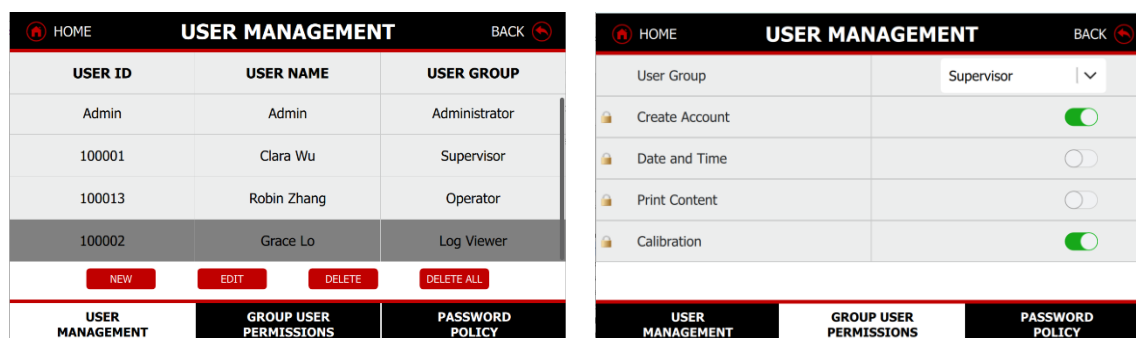 HOME USER MANAGEMENT BACK
USER ID USER NAME USER GROUP
Admin Admin Administrator
100001 Clara Wu Supervisor
100013 Robin Zhang Operator
100002 Grace Lo Log Viewer
NEW EDIT DELETE DELETE ALL
USER MANAGEMENT
GROUP USER PERMISSIONS
PASSWORD POLICY
HOME USER MANAGEMENT BACK
User Group Supervisor
Create Account
Date and Time
Print Content
Calibration
USER MANAGEMENT
GROUP USER PERMISSIONS
PASSWORD POLICY